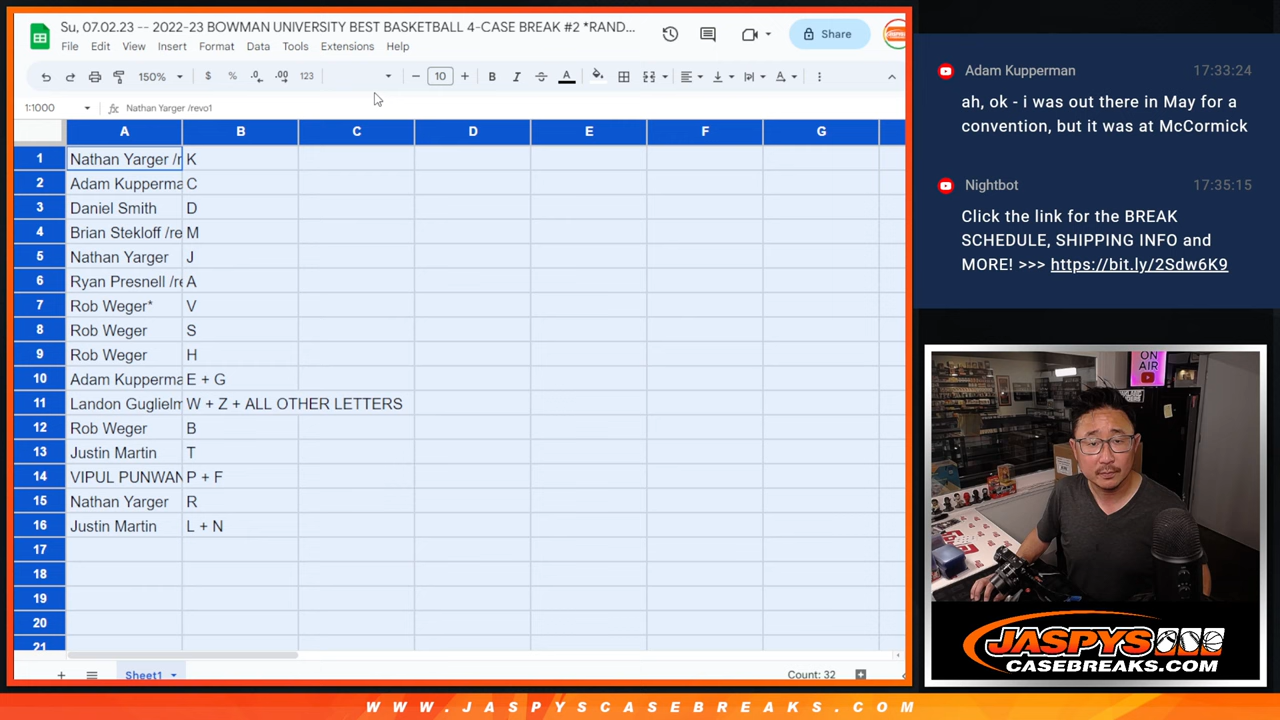 Su, 07.02.23 -- 2022-23 BOWMAN UNIVERSITY BEST BASKETBALL 4-CASE BREAK #2 *RAND...
File Edit View Insert Format Data Tools Extensions Help
Share
150% $ % .0 .00 123 - 10 + B I A
1:1000 fx Nathan Yarger /revo1
A B C D E F G
1 Nathan Yarger /r K
2 Adam Kupperma C
3 Daniel Smith D
4 Brian Stekloff /re M
5 Nathan Yarger J
6 Ryan Presnell /re A
7 Rob Weger* V
8 Rob Weger S
9 Rob Weger H
10 Adam Kupperma E + G
11 Landon Guglielm W + Z + ALL OTHER LETTERS
12 Rob Weger B
13 Justin Martin T
14 VIPUL PUNWAN P + F
15 Nathan Yarger R
16 Justin Martin L + N
17
18
19
20
21
+ Sheet1 Count: 32
Adam Kupperman 17:33:24
ah, ok - i was out there in May for a
convention, but it was at McCormick
Nightbot 17:35:15
Click the link for the BREAK
SCHEDULE, SHIPPING INFO and
MORE! >>> https://bit.ly/2Sdw6K9
ON
AIR
JASPYS
CASEBREAKS.COM
WWW.JASPYSCASEBREAKS.COM